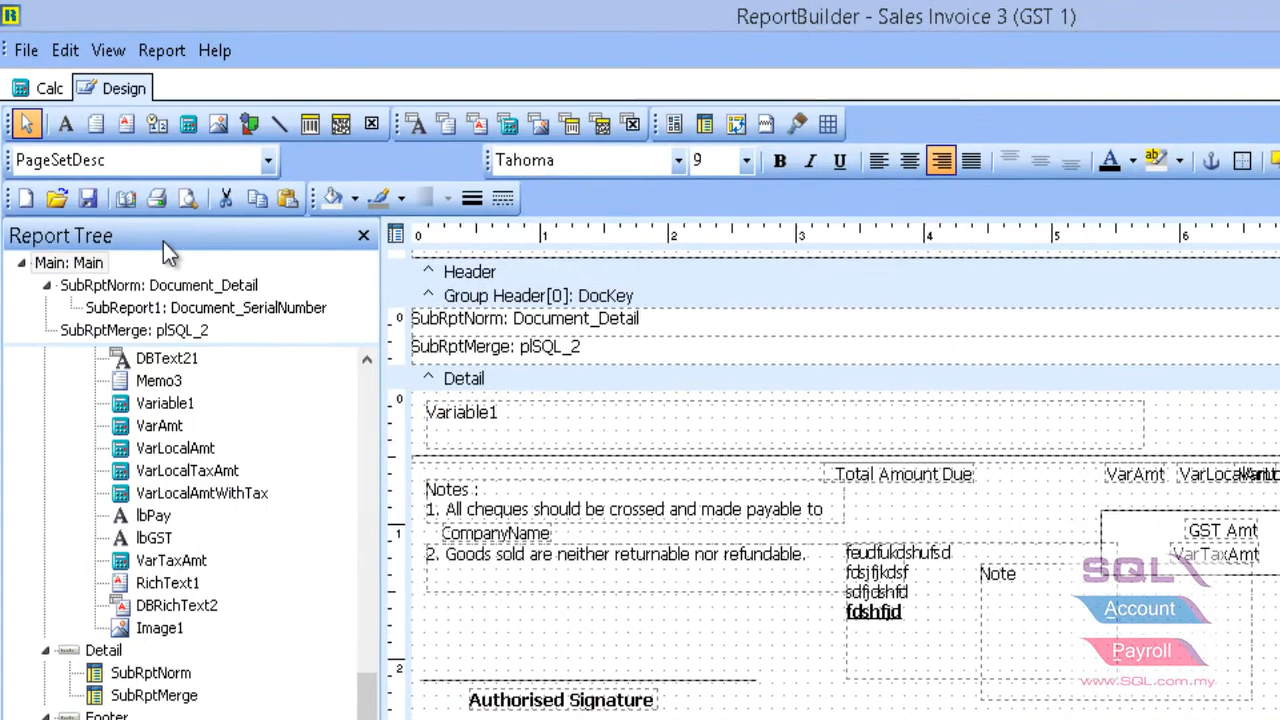 ReportBuilder - Sales Invoice 3 (GST 1)
File Edit View Report Help
Calc Design
PageSetDesc Tahoma 9 B I U
Report Tree
Main: Main
SubRptNorm: Document_Detail
SubReport1: Document_SerialNumber
SubRptMerge: plSQL_2
DBText21
Memo3
Variable1
VarAmt
VarLocalAmt
VarLocalTaxAmt
VarLocalAmtWithTax
lbPay
lbGST
VarTaxAmt
RichText1
DBRichText2
Image1
Detail
SubRptNorm
SubRptMerge
Footer
0 1 2 3 4 5 6
Header
Group Header[0]: DocKey
0
SubRptNorm: Document_Detail
SubRptMerge: plSQL_2
Detail
0
Variable1
Total Amount Due VarAmt
Notes :
1. All cheques should be crossed and made payable to
CompanyName
2. Goods sold are neither returnable nor refundable.
1
GST Amt
VarTaxAmt
feudfukdshufsd
fdsjfjkdsf
sdfjdshfd
fdshfjd
Note
2
Authorised Signature
SQL
Account
Payroll
www.SQL.com.my